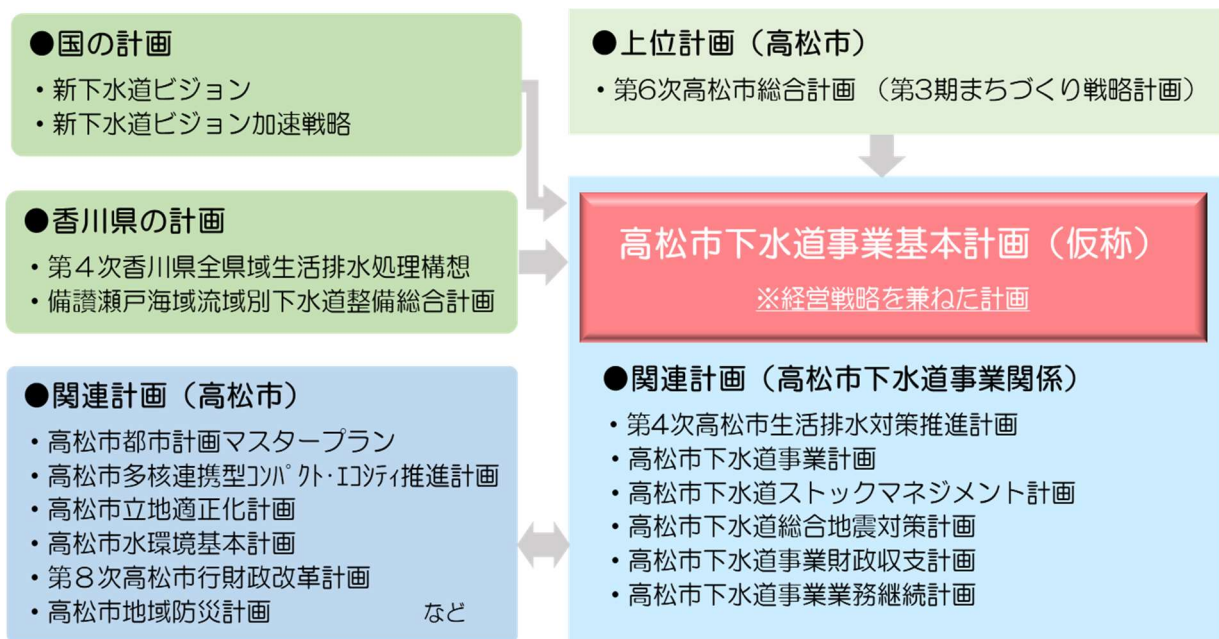 ●国の計画
・新下水道ビジョン
・新下水道ビジョン加速戦略
●上位計画（高松市）
・第6次高松市総合計画 （第3期まちづくり戦略計画）
●香川県の計画
・第４次香川県全県域生活排水処理構想
・備讃瀬戸海域流域別下水道整備総合計画
高松市下水道事業基本計画（仮称）
※経営戦略を兼ねた計画
●関連計画（高松市）
・高松市都市計画マスタープラン
・高松市多核連携型ｺﾝﾊﾟｸﾄ･ｴｺｼﾃｨ推進計画
・高松市立地適正化計画
・高松市水環境基本計画
・第８次高松市行財政改革計画
・高松市地域防災計画 など
●関連計画（高松市下水道事業関係）
・第4次高松市生活排水対策推進計画
・高松市下水道事業計画
・高松市下水道ストックマネジメント計画
・高松市下水道総合地震対策計画
・高松市下水道事業財政収支計画
・高松市下水道事業業務継続計画